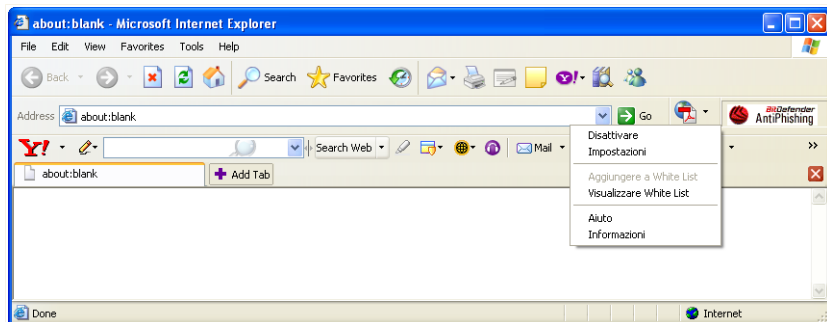 about:blank - Microsoft Internet Explorer
File Edit View Favorites Tools Help
Back Search Favorites
Address about:blank Go BitDefender AntiPhishing
Y! Search Web Mail
about:blank Add Tab
Disattivare
Impostazioni
Aggiungere a White List
Visualizzare White List
Aiuto
Informazioni
Done Internet